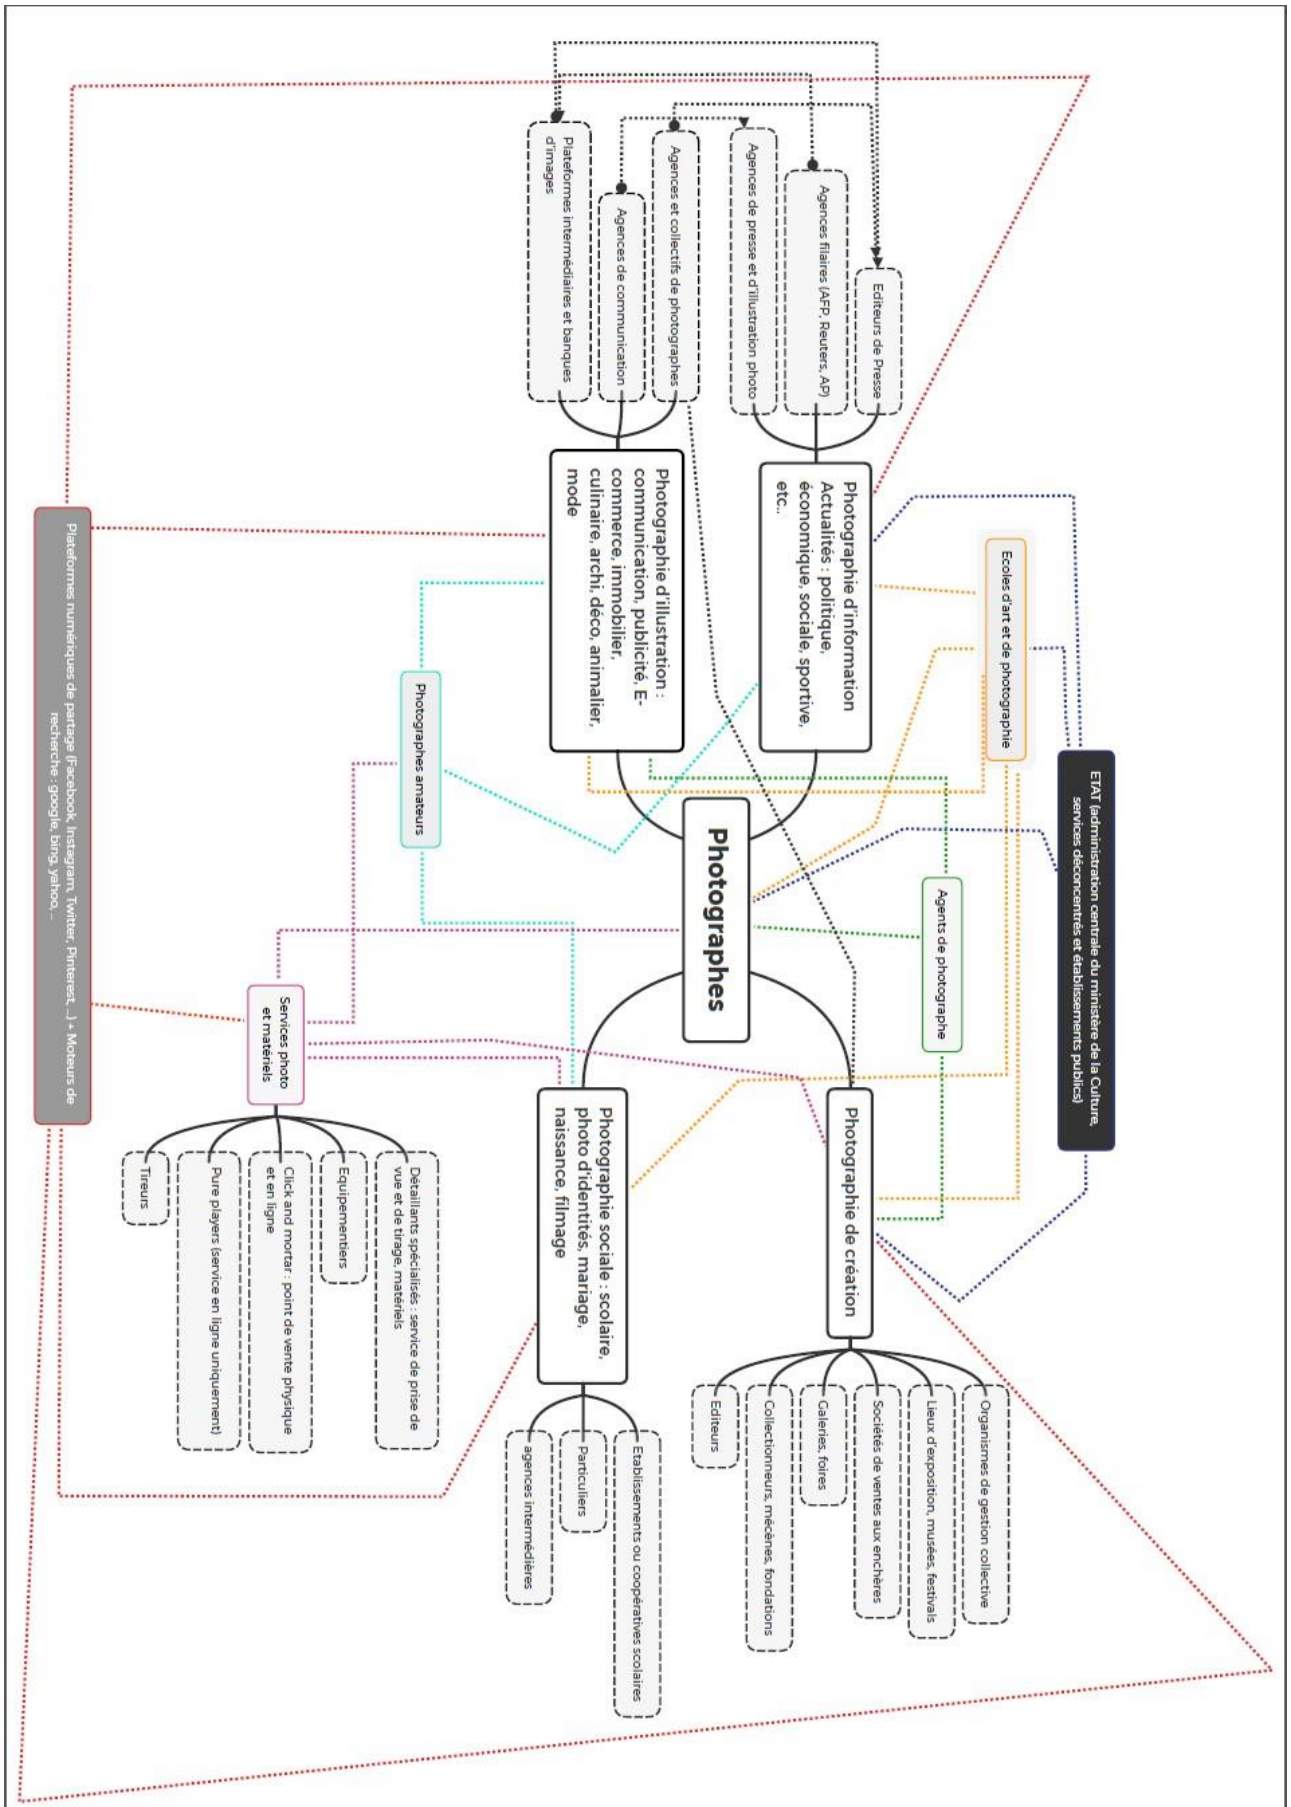 ETAT (administration centrale du ministère de la Culture,
services déconcentrés et établissements publics)
Ecoles d'art et de photographie
Agents de photographe
Editeurs de Presse
Agences filaires (AFP, Reuters, AP)
Agences de presse et d'illustration photo
Photographie d'information
Actualités : politique,
économique, sociale, sportive,
etc..
Agences et collectifs de photographes
Agences de communication
Plateformes intermédiaires et banques
d'images
Photographie d'illustration :
communication, publicité, E-
commerce, immobilier,
culinaire, archi, déco, animalier,
mode
Photographes
Photographie de création
Organismes de gestion collective
Lieux d'exposition, musées, festivals
Sociétés de ventes aux enchères
Galeries, foires
Collectionneurs, mécènes, fondations
Editeurs
Photographie sociale : scolaire,
photo d'identités, mariage,
naissance, filmage
Etablissements ou coopératives scolaires
Particuliers
agences intermédières
Photographes amateurs
Services photo
et matériels
Détaillants spécialisés : service de prise de
vue et de tirage, matériels
Equipementiers
Click and mortar : point de vente physique
et en ligne
Pure players (service en ligne uniquement)
Tireurs
Plateformes numériques de partage (Facebook, Instagram, Twitter, Pinterest, ...) + Moteurs de
recherche : google, bing, yahoo, ...